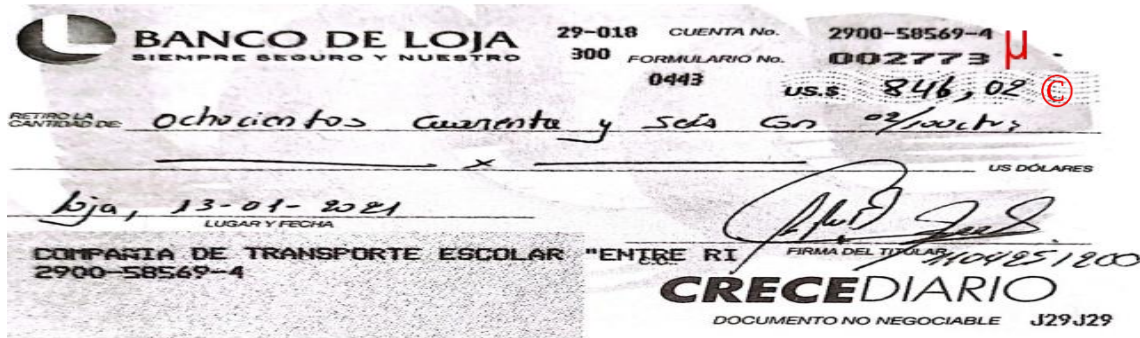 BANCO DE LOJA
SIEMPRE SEGURO Y NUESTRO
29-018 CUENTA No. 2900-58569-4
300 FORMULARIO No. 002773 μ
0443 US.$ 846,02 ©
RETIRO LA CANTIDAD DE: Ochocientos Cuarenta y Seis Con 02/100ctvs
x
US DÓLARES
Loja, 13-01-2021
LUGAR Y FECHA
COMPAÑIA DE TRANSPORTE ESCOLAR "ENTRE RI
FIRMA DEL TITULAR
2900-58569-4
CRECEDIARIO
DOCUMENTO NO NEGOCIABLE J29J29